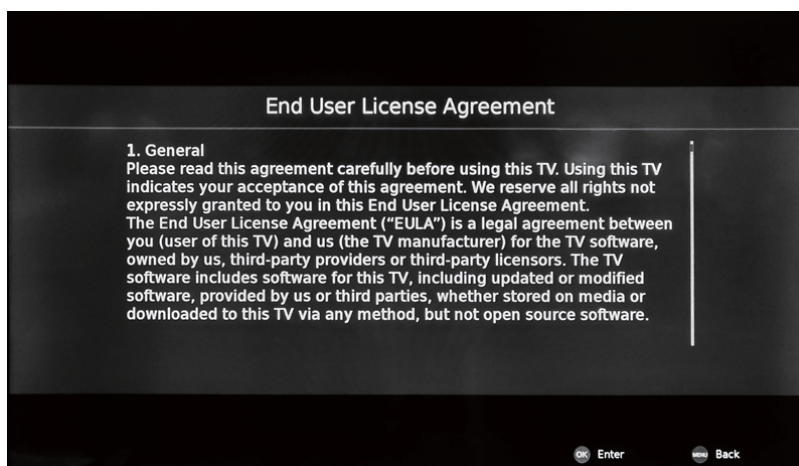 End User License Agreement
1. General
Please read this agreement carefully before using this TV. Using this TV
indicates your acceptance of this agreement. We reserve all rights not
expressly granted to you in this End User License Agreement.
The End User License Agreement (“EULA”) is a legal agreement between
you (user of this TV) and us (the TV manufacturer) for the TV software,
owned by us, third-party providers or third-party licensors. The TV
software includes software for this TV, including updated or modified
software, provided by us or third parties, whether stored on media or
downloaded to this TV via any method, but not open source software.
OK Enter MENU Back